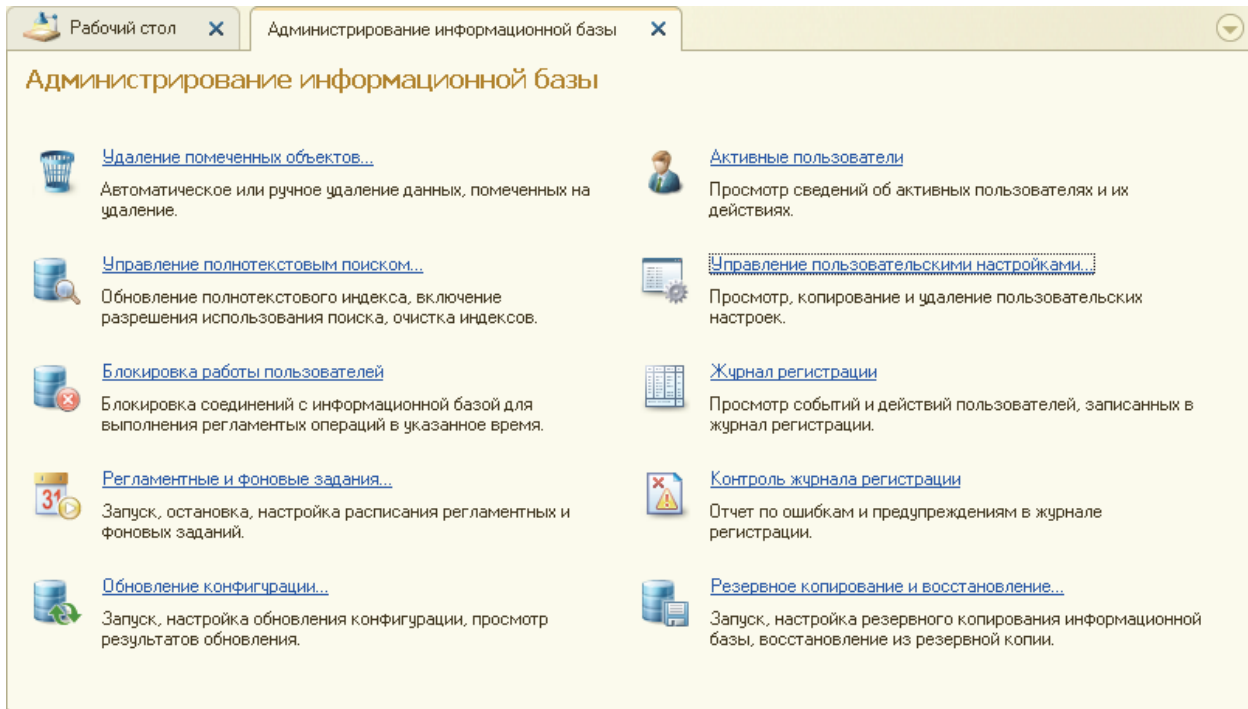 Рабочий стол
Администрирование информационной базы
Администрирование информационной базы
Удаление помеченных объектов...
Автоматическое или ручное удаление данных, помеченных на
удаление.
Активные пользователи
Просмотр сведений об активных пользователях и их
действиях.
Управление полнотекстовым поиском...
Обновление полнотекстового индекса, включение
разрешения использования поиска, очистка индексов.
Управление пользовательскими настройками...
Просмотр, копирование и удаление пользовательских
настроек.
Блокировка работы пользователей
Блокировка соединений с информационной базой для
выполнения регламентых операций в указанное время.
Журнал регистрации
Просмотр событий и действий пользователей, записанных в
журнал регистрации.
31
Регламентные и фоновые задания...
Запуск, остановка, настройка расписания регламентных и
фоновых заданий.
Контроль журнала регистрации
Отчет по ошибкам и предупреждениям в журнале
регистрации.
Обновление конфигурации...
Запуск, настройка обновления конфигурации, просмотр
результатов обновления.
Резервное копирование и восстановление...
Запуск, настройка резервного копирования информационной
базы, восстановление из резервной копии.